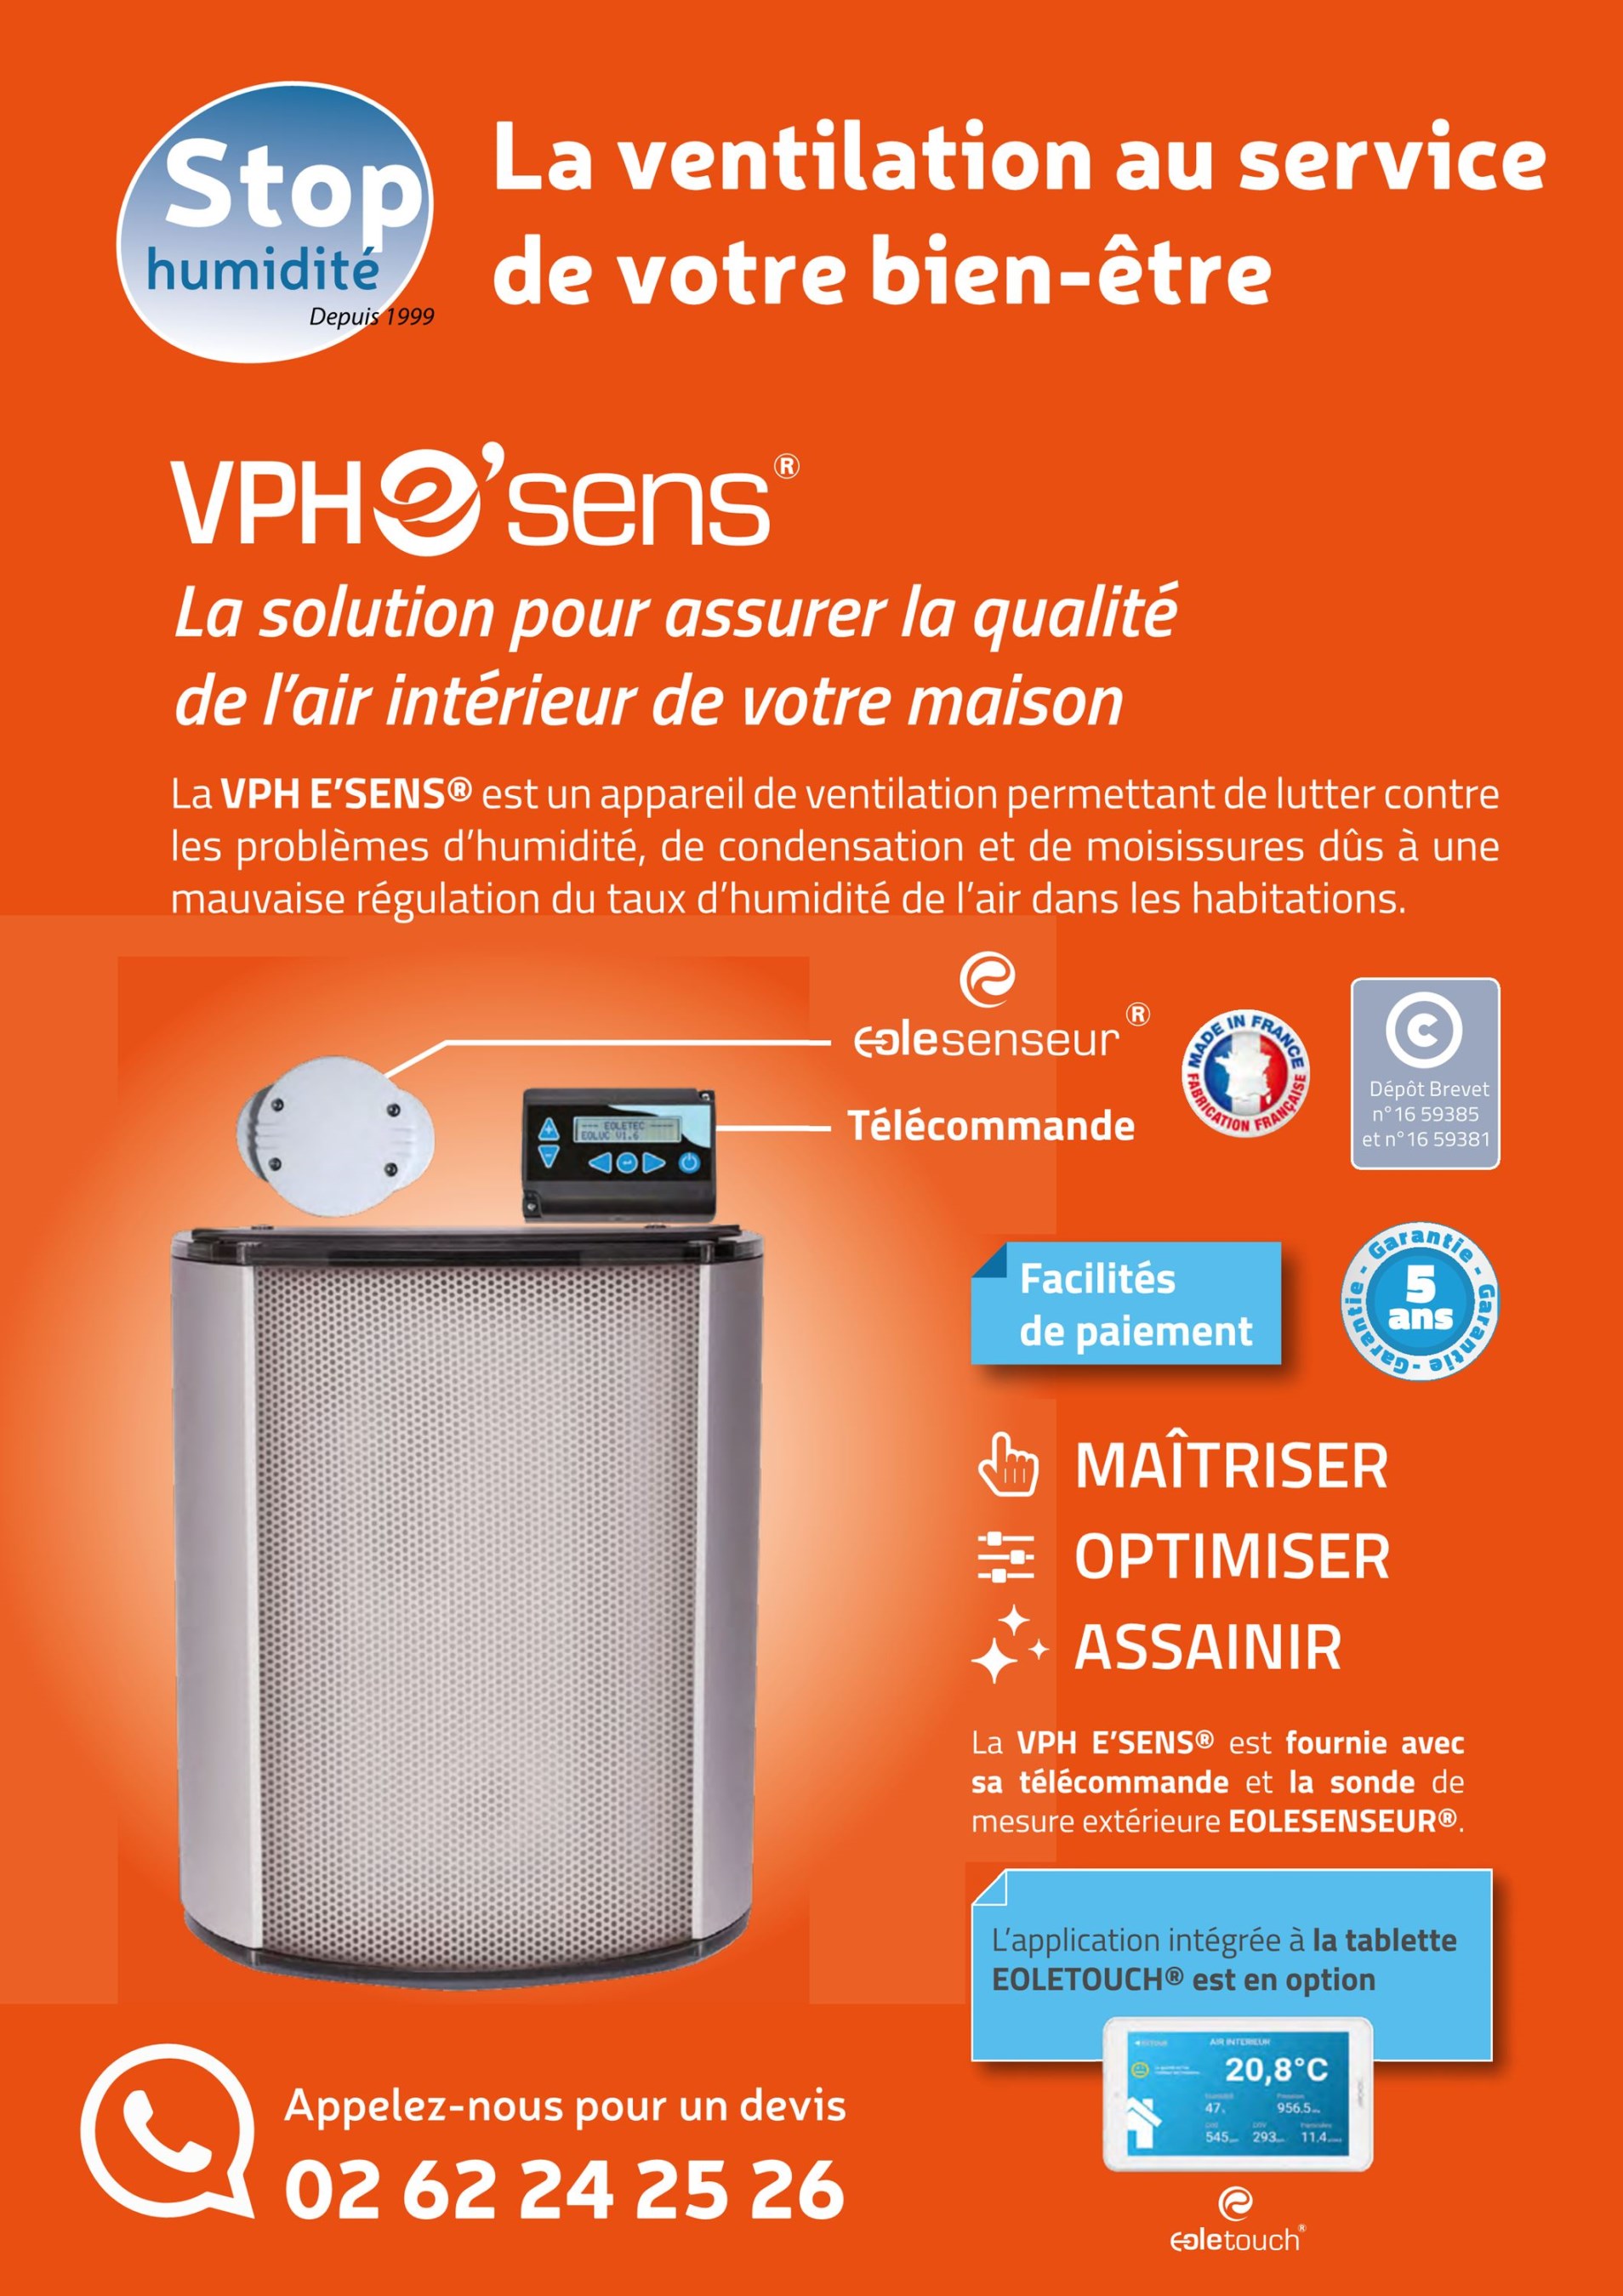 Stop
humidité
Depuis 1999
La ventilation au service
de votre bien-être
VPH e'sens®
La solution pour assurer la qualité
de l'air intérieur de votre maison
La VPH E'SENS® est un appareil de ventilation permettant de lutter contre
les problèmes d'humidité, de condensation et de moisissures dûs à une
mauvaise régulation du taux d'humidité de l'air dans les habitations.
eolesenseur®
Télécommande
--- EOLETEC ---
EOLUC V1.6
MADE IN FRANCE
FABRICATION FRANÇAISE
Dépôt Brevet
n° 16 59385
et n° 16 59381
Facilités
de paiement
Garantie - Garantie - Garantie - Garantie -
5
ans
MAÎTRISER
OPTIMISER
ASSAINIR
La VPH E'SENS® est fournie avec
sa télécommande et la sonde de
mesure extérieure EOLESENSEUR®.
L'application intégrée à la tablette
EOLETOUCH® est en option
AIR INTERIEUR
20,8°C
47
956.5
545 293 11.4
eoletouch®
Appelez-nous pour un devis
02 62 24 25 26